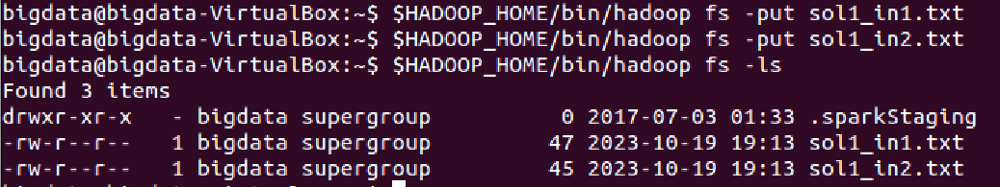 bigdata@bigdata-VirtualBox:~$ $HADOOP_HOME/bin/hadoop fs -put sol1_in1.txt
bigdata@bigdata-VirtualBox:~$ $HADOOP_HOME/bin/hadoop fs -put sol1_in2.txt
bigdata@bigdata-VirtualBox:~$ $HADOOP_HOME/bin/hadoop fs -ls
Found 3 items
drwxr-xr-x   - bigdata supergroup          0 2017-07-03 01:33 .sparkStaging
-rw-r--r--   1 bigdata supergroup         47 2023-10-19 19:13 sol1_in1.txt
-rw-r--r--   1 bigdata supergroup         45 2023-10-19 19:13 sol1_in2.txt